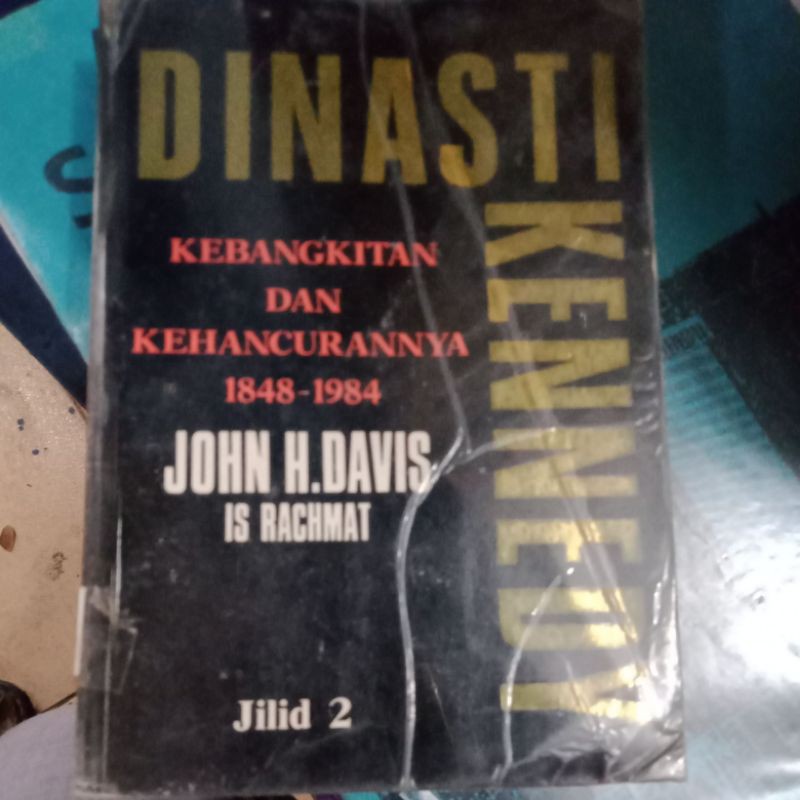 DINASTI
KENNEDY
KEBANGKITAN
DAN
KEHANCURANNYA
1848-1984
JOHN H. DAVIS
IS RACHMAT
Jilid 2